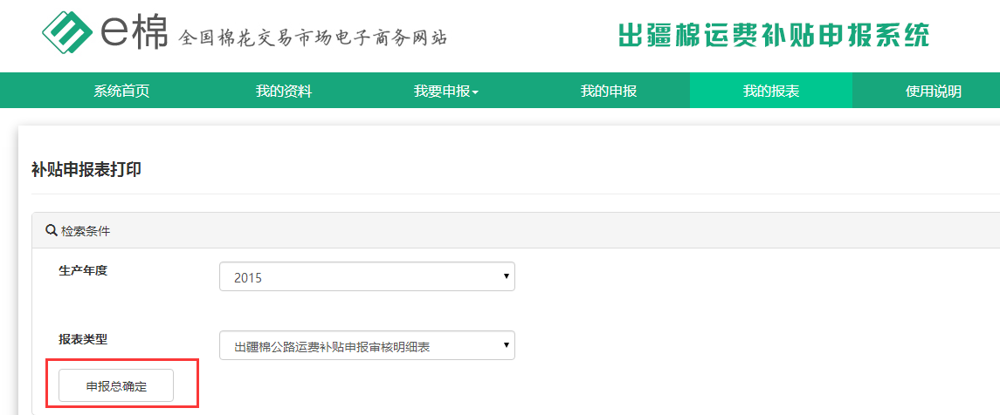 e棉 全国棉花交易市场电子商务网站
出疆棉运费补贴申报系统
系统首页 我的资料 我要申报 我的申报 我的报表 使用说明
补贴申报表打印
检索条件
生产年度 2015
报表类型 出疆棉公路运费补贴申报审核明细表
申报总确定